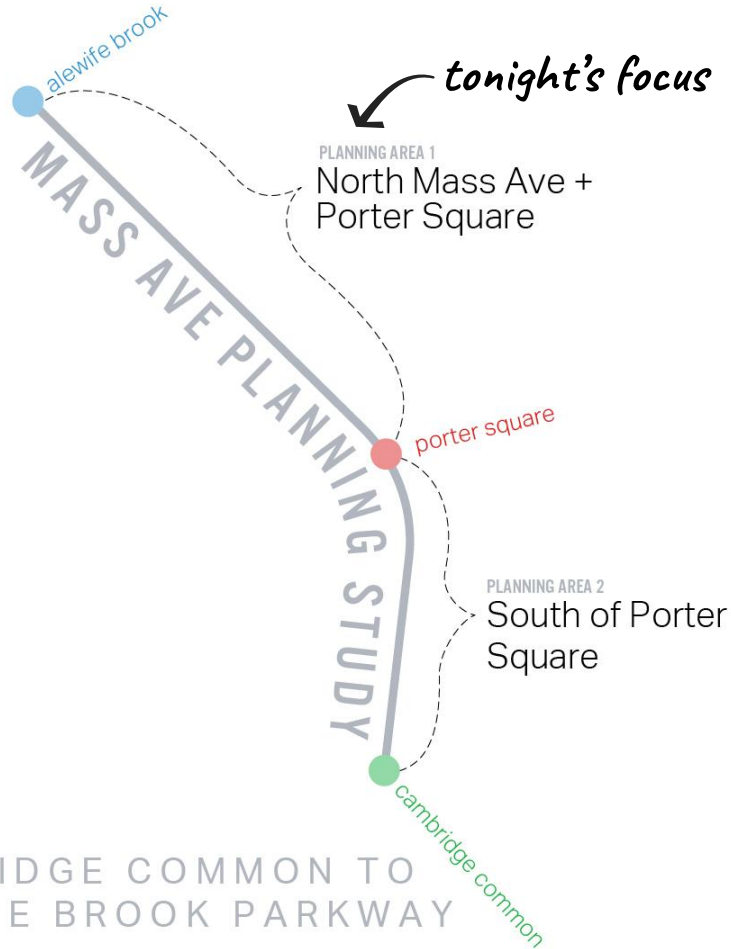 alewife brook
tonight's focus
PLANNING AREA 1
North Mass Ave +
Porter Square
MASS AVE PLANNING STUDY
porter square
PLANNING AREA 2
South of Porter
Square
cambridge common
IDGE COMMON TO
E BROOK PARKWAY